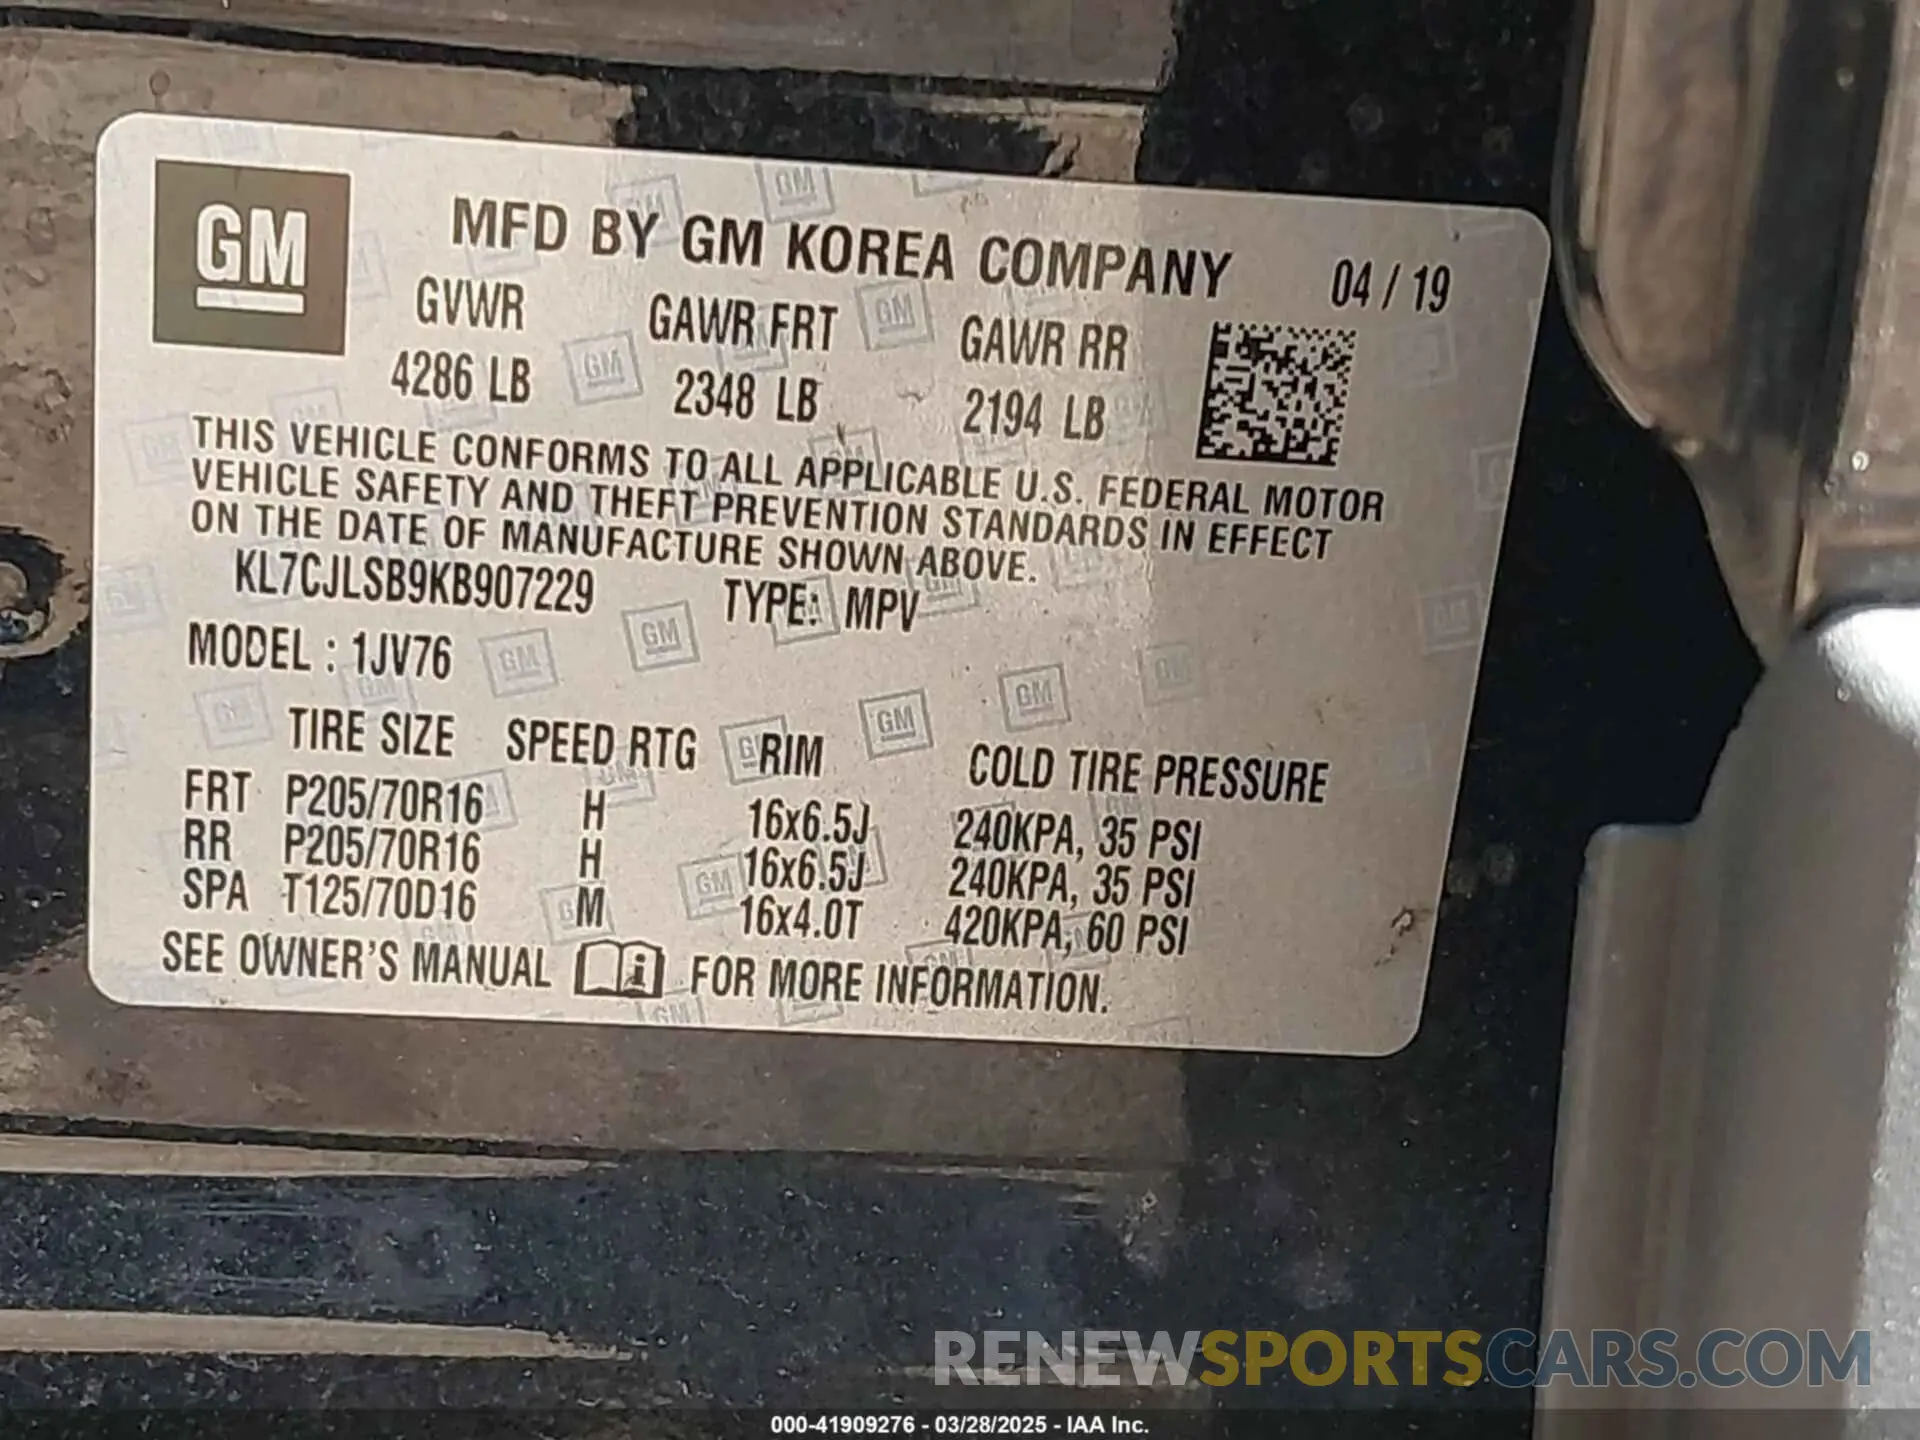 GM
MFD BY GM KOREA COMPANY 04 / 19
GVWR GAWR FRT GAWR RR
4286 LB 2348 LB 2194 LB
THIS VEHICLE CONFORMS TO ALL APPLICABLE U.S. FEDERAL MOTOR
VEHICLE SAFETY AND THEFT PREVENTION STANDARDS IN EFFECT
ON THE DATE OF MANUFACTURE SHOWN ABOVE.
KL7CJLSB9KB907229 TYPE: MPV
MODEL : 1JV76
TIRE SIZE SPEED RTG RIM COLD TIRE PRESSURE
FRT P205/70R16 H 16x6.5J 240KPA, 35 PSI
RR P205/70R16 H 16x6.5J 240KPA, 35 PSI
SPA T125/70D16 M 16x4.0T 420KPA, 60 PSI
SEE OWNER'S MANUAL i FOR MORE INFORMATION.
RENEWSPORTSCARS.COM
000-41909276 - 03/28/2025 - IAA Inc.